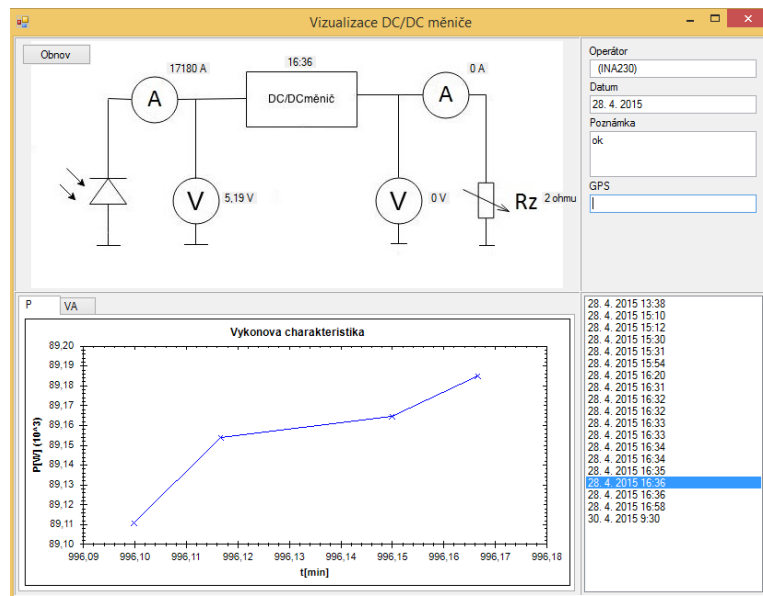 Vizualizace DC/DC měniče
Obnov
17180 A
16:36
0 A
A
DC/DCměnič
A
V
5,19 V
V
0 V
Rz
2 ohmu
Operátor
(INA230)
Datum
28. 4. 2015
Poznámka
ok
GPS
P
VA
Vykonova charakteristika
P[W] (10^3)
89,20
89,19
89,18
89,17
89,16
89,15
89,14
89,13
89,12
89,11
89,10
996,09
996,10
996,11
996,12
996,13
996,14
996,15
996,16
996,17
996,18
t[min]
28. 4. 2015 13:38
28. 4. 2015 15:10
28. 4. 2015 15:12
28. 4. 2015 15:30
28. 4. 2015 15:31
28. 4. 2015 15:54
28. 4. 2015 16:20
28. 4. 2015 16:31
28. 4. 2015 16:32
28. 4. 2015 16:32
28. 4. 2015 16:33
28. 4. 2015 16:33
28. 4. 2015 16:34
28. 4. 2015 16:34
28. 4. 2015 16:35
28. 4. 2015 16:36
28. 4. 2015 16:36
28. 4. 2015 16:58
30. 4. 2015 9:30